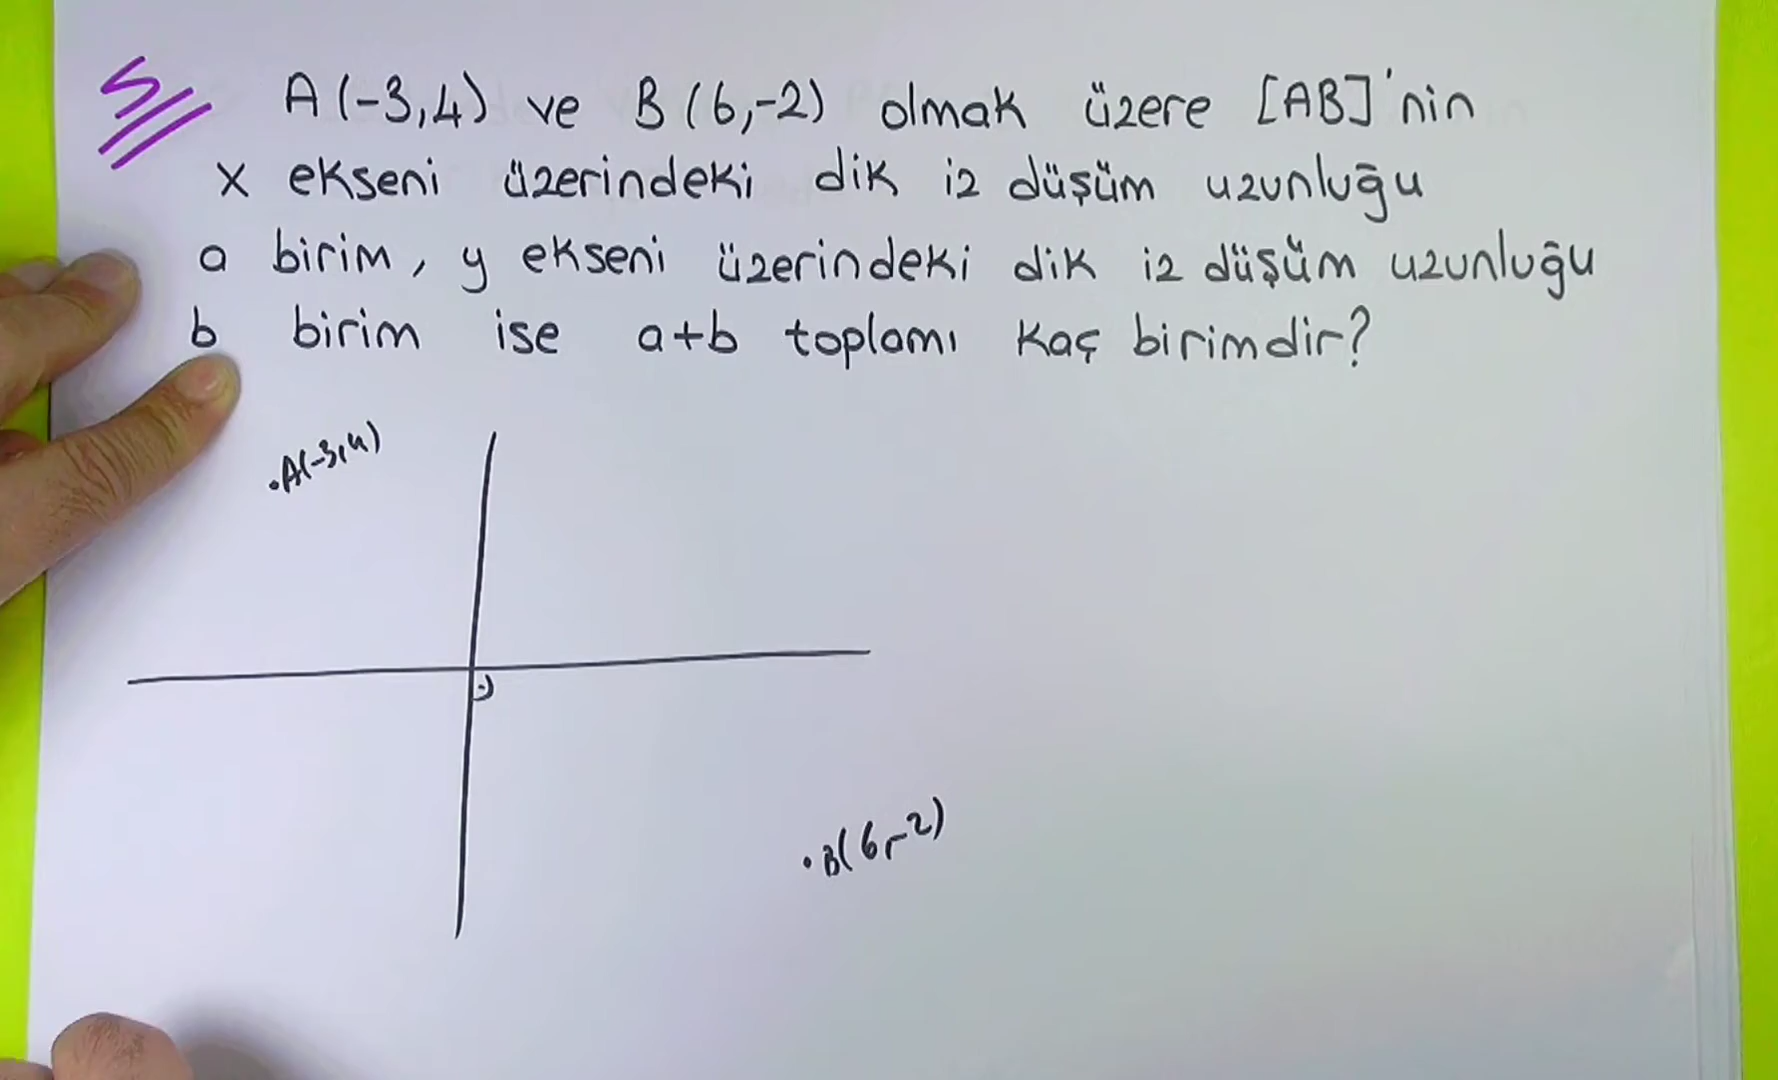 A(-3,4) ve B(6,-2) olmak üzere [AB]'nin
x ekseni üzerindeki dik iz düşüm uzunluğu
a birim, y ekseni üzerindeki dik iz düşüm uzunluğu
b birim ise a+b toplamı kaç birimdir?
A(-3,4)
B(6,-2)